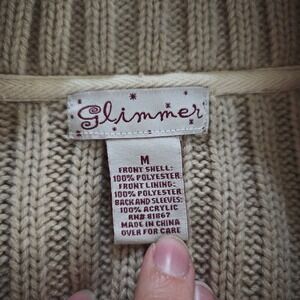 Glimmer
M
FRONT SHELL:
100% POLYESTER
FRONT LINING:
100% POLYESTER
BACK AND SLEEVES:
100% ACRYLIC
RN# 81867
MADE IN CHINA
OVER FOR CARE